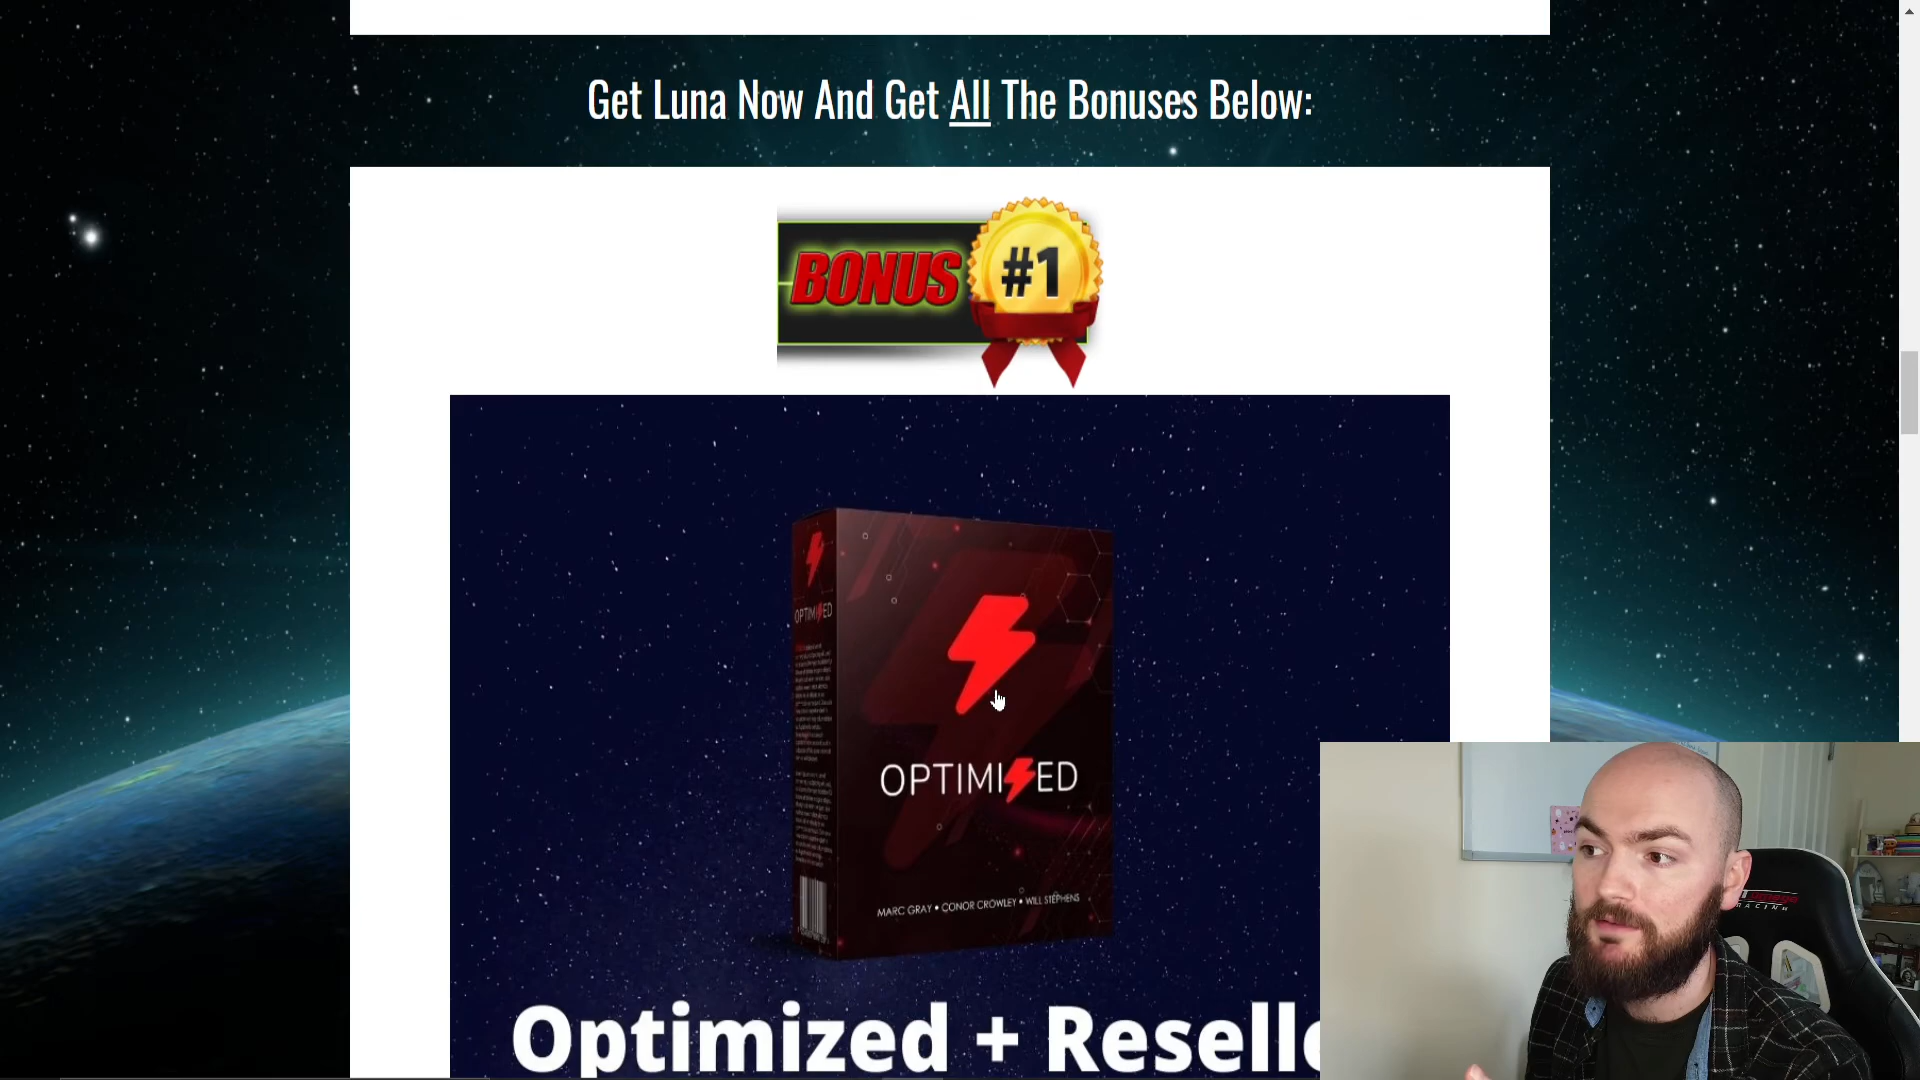 Get Luna Now And Get All The Bonuses Below:
BONUS
#1
OPTIMIZED
OPTIMIZED
MARC GRAY • CONOR CROWLEY • WILL STEPHENS
Optimized + Reselle
RACING